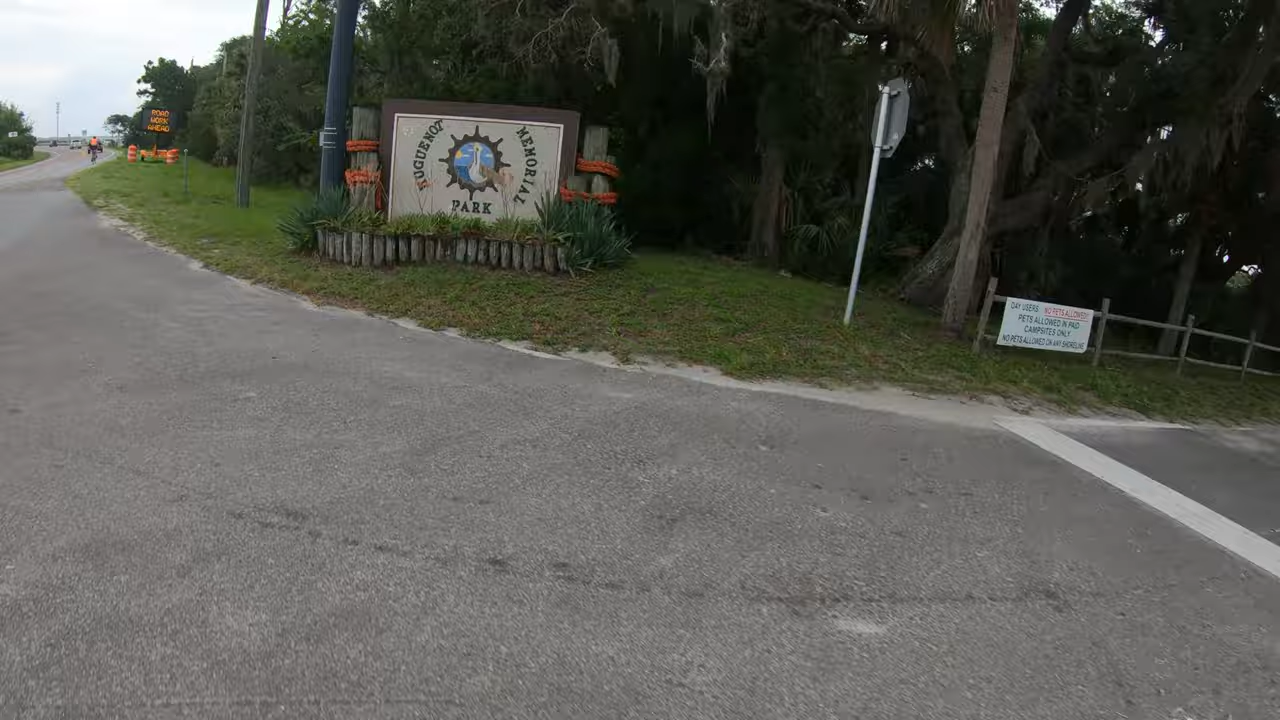 ROAD
WORK
AHEAD
HUGUENOT
MEMORIAL
PARK
DAY USERS: NO PETS ALLOWED!
PETS ALLOWED IN PAID
CAMPSITES ONLY
NO PETS ALLOWED ON ANY SHORELINE